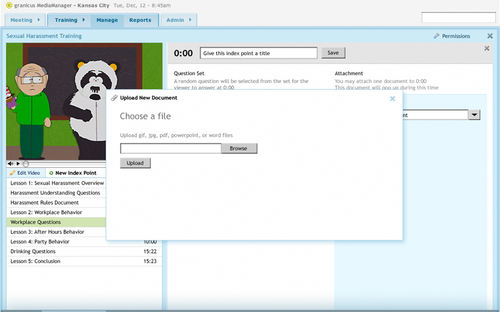 granicus MediaManager - Kansas City Tue, Dec, 12 - 8:45am
Meeting Training Manage Reports Admin
Sexual Harassment Training
Permissions
0:00 Give this index point a title Save
Question Set
A random question will be selected from the set for the
viewer to answer at 0:00
Attachment
You may attach one document to 0:00
This document will pop up during this time
Upload New Document
Choose a file
Upload gif, jpg, pdf, powerpoint, or word files
Browse
Upload
Edit Video New Index Point
Lesson 1: Sexual Harassment Overview
Harassment Understanding Questions
Harassment Rules Document
Lesson 2: Workplace Behavior
Workplace Questions
Lesson 3: After Hours Behavior
Lesson 4: Party Behavior 10:00
Drinking Questions 15:22
Lesson 5: Conclusion 15:23